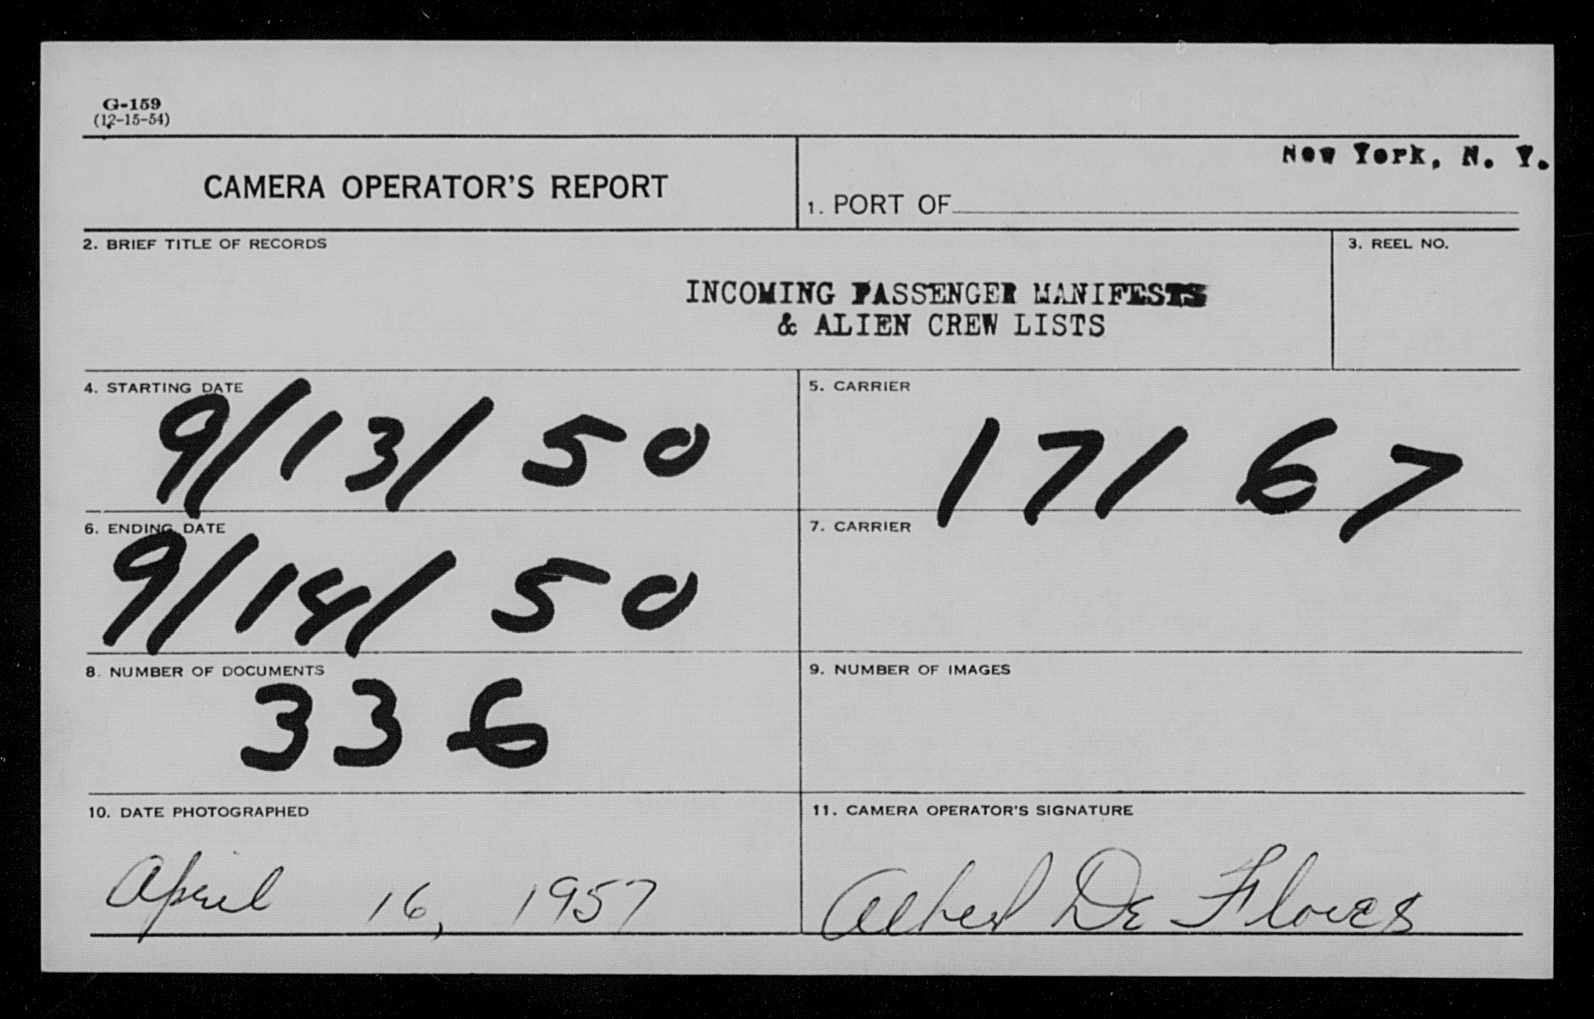 G-159
(12-15-54)
CAMERA OPERATOR'S REPORT
New York, N. Y.
1. PORT OF
2. BRIEF TITLE OF RECORDS
3. REEL NO.
INCOMING PASSENGER MANIFESTS
& ALIEN CREW LISTS
4. STARTING DATE
9/13/50
5. CARRIER
17167
6. ENDING DATE
9/14/50
7. CARRIER
8. NUMBER OF DOCUMENTS
336
9. NUMBER OF IMAGES
10. DATE PHOTOGRAPHED
April 16, 1957
11. CAMERA OPERATOR'S SIGNATURE
Albert De Flores